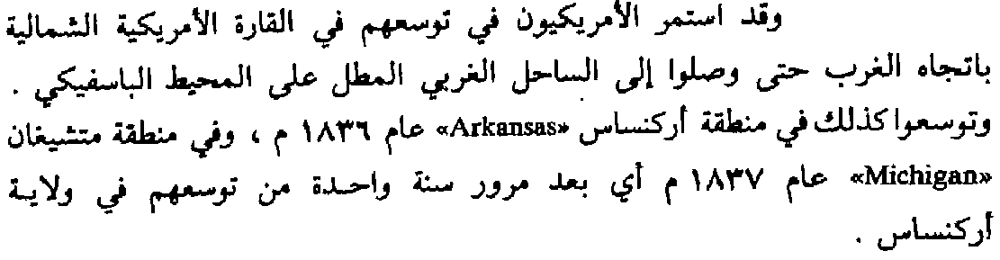 وقد استمر الأمريكيون في توسعهم في القارة الأمريكية الشمالية
باتجاه الغرب حتى وصلوا إلى الساحل الغربي المطل على المحيط الباسفيكي .
وتوسعوا كذلك في منطقة أركنساس «Arkansas» عام ١٨٣٦ م ، وفي منطقة متشيغان
«Michigan» عام ١٨٣٧ م أي بعد مرور سنة واحدة من توسعهم في ولاية
أركنساس .